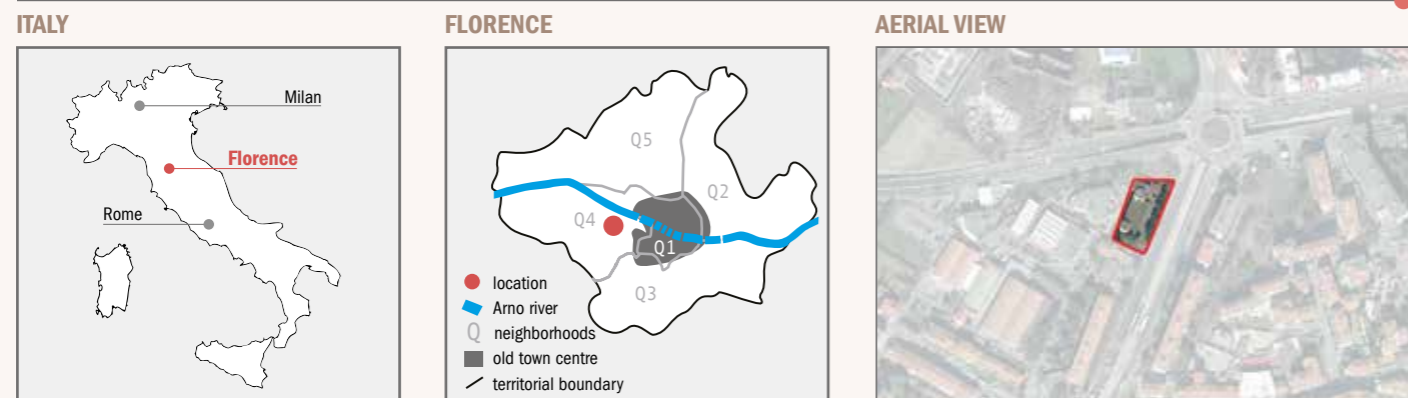 ITALY
Milan
Florence
Rome
FLORENCE
Q5
Q2
Q4
Q1
Q3
location
Arno river
Q neighborhoods
old town centre
territorial boundary
AERIAL VIEW